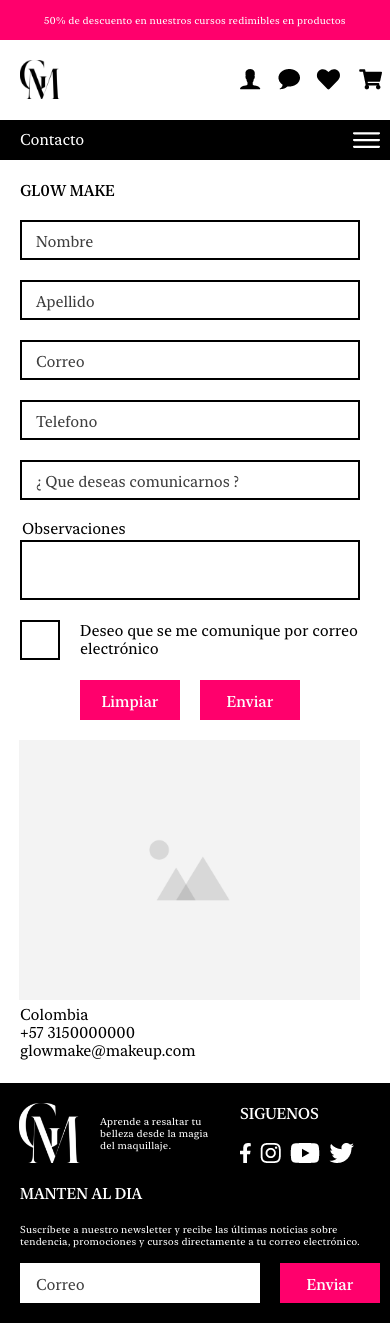 50% de descuento en nuestros cursos redimibles en productos
GM
Contacto
GL0W MAKE
Nombre
Apellido
Correo
Telefono
¿ Que deseas comunicarnos ?
Observaciones
Deseo que se me comunique por correo
electrónico
Limpiar
Enviar
Colombia
+57 3150000000
glowmake@makeup.com
GM
Aprende a resaltar tu
belleza desde la magia
del maquillaje.
SIGUENOS
MANTEN AL DIA
Suscríbete a nuestro newsletter y recibe las últimas noticias sobre
tendencia, promociones y cursos directamente a tu correo electrónico.
Correo
Enviar